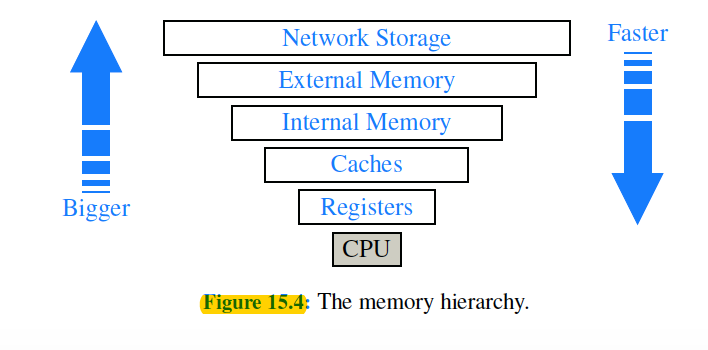 Network Storage
Faster
External Memory
Internal Memory
Caches
Bigger
Registers
CPU
Figure 15.4: The memory hierarchy.